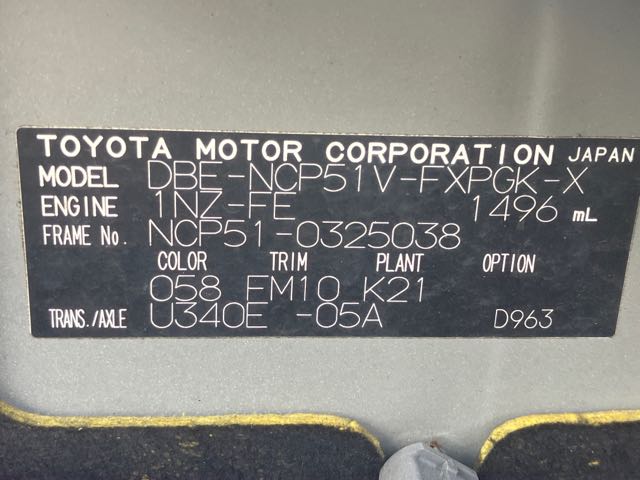 TOYOTA MOTOR CORPORATION JAPAN
MODEL DBE-NCP51V-FXPGK-X
ENGINE 1NZ-FE 1496 mL
FRAME No. NCP51-0325038
COLOR TRIM PLANT OPTION
058 FM10 K21
TRANS./AXLE U340E -05A D963